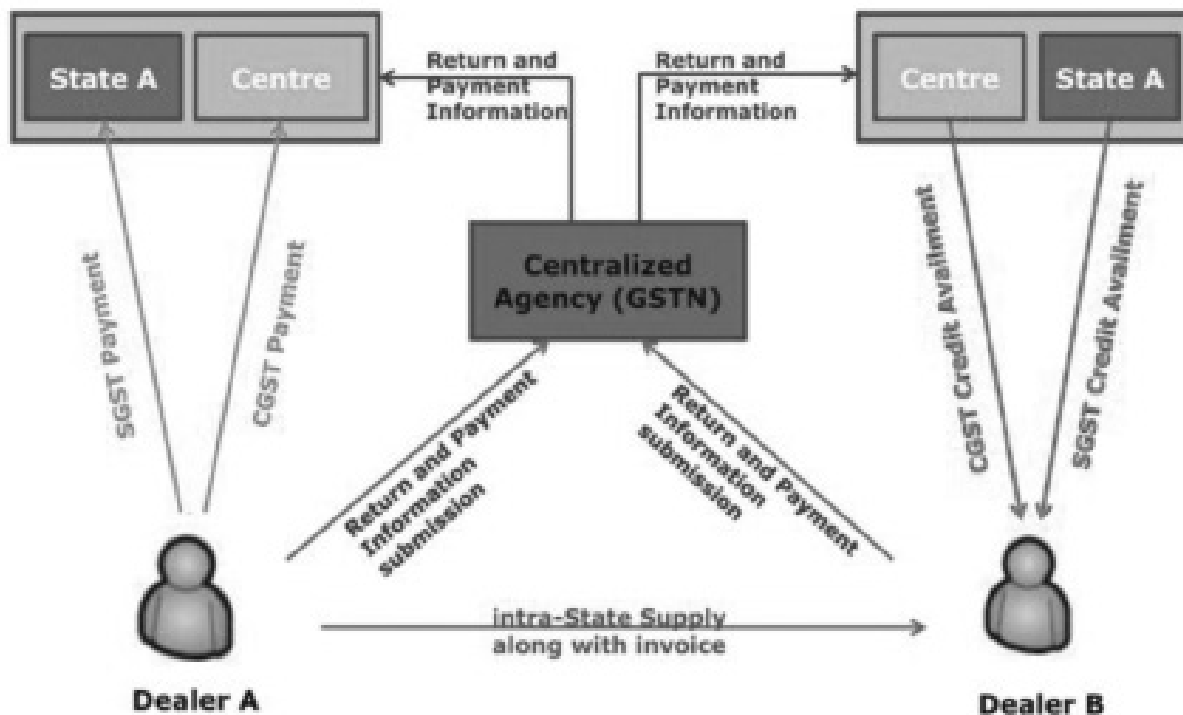 State A
Centre
Return and
Payment
Information
Return and
Payment
Information
Centre
State A
SGST Payment
CGST Payment
Centralized
Agency (GSTN)
CGST Credit Availment
SGST Credit Availment
Return and Payment
Information
submission
Return and Payment
Information
submission
intra-State Supply
along with invoice
Dealer A
Dealer B